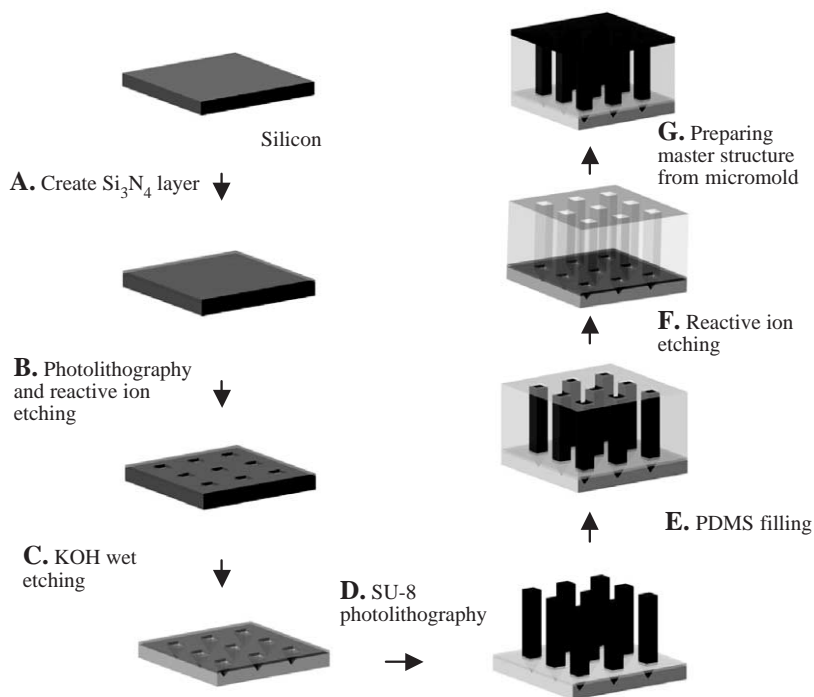 Silicon
A. Create Si₃N₄ layer
B. Photolithography
and reactive ion
etching
C. KOH wet
etching
D. SU-8
photolithography
E. PDMS filling
F. Reactive ion
etching
G. Preparing
master structure
from micromold